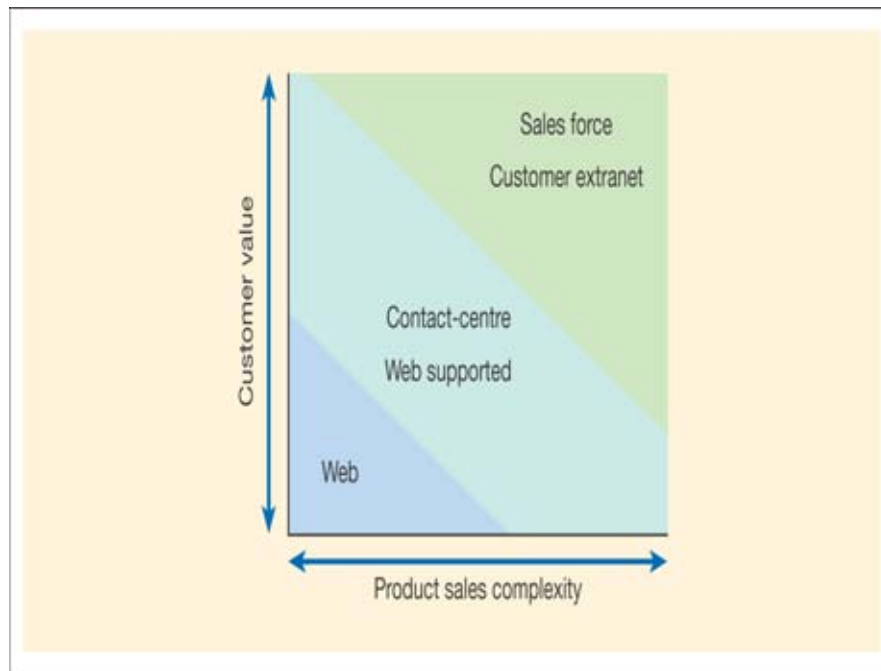 Sales force
Customer extranet
Customer value
Contact-centre
Web supported
Web
Product sales complexity